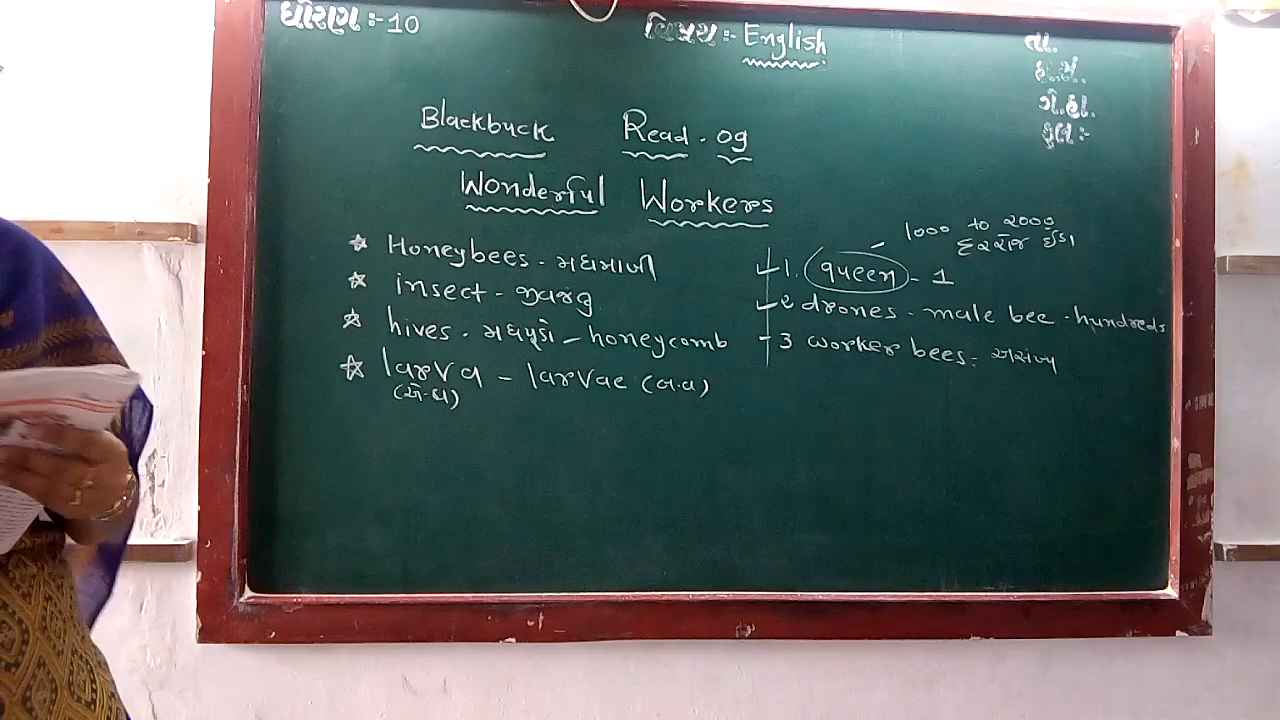 ધોરણ :- 10
વિષય :- English
તા.
ગે.હા.
કુલ :-
Blackbuck Read - 09
Wonderful Workers
☆ Honeybees - મધમાખી
☆ insect - જીવજંતુ
☆ hives - મધપૂડો - honeycomb
☆ larva - larvae (બ.વ)
(એ.વ)
1000 to 2000
દરરોજ ઈંડા
1. queen - 1
2 drones - male bee - hundreds
3 worker bees - અસંખ્ય